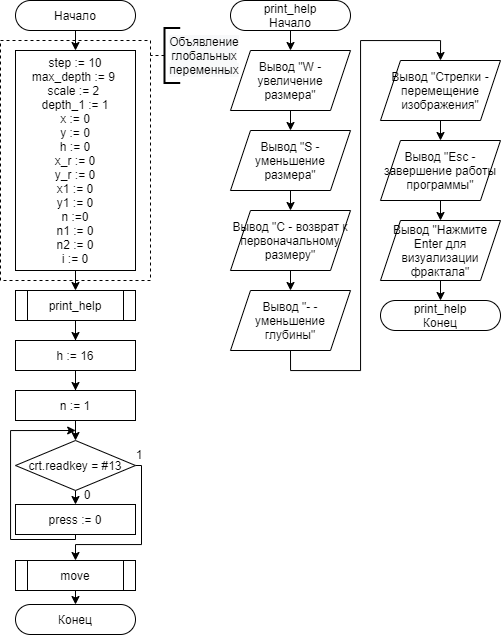 Начало
Объявление
глобальных
переменных
step := 10
max_depth := 9
scale := 2
depth_1 := 1
x := 0
y := 0
h := 0
x_r := 0
y_r := 0
x1 := 0
y1 := 0
n :=0
n1 := 0
n2 := 0
i := 0
print_help
h := 16
n := 1
crt.readkey = #13
1
0
press := 0
move
Конец
print_help
Начало
Вывод "W -
увеличение
размера"
Вывод "S -
уменьшение
размера"
Вывод "C - возврат к
первоначальному
размеру"
Вывод "- -
уменьшение
глубины"
Вывод "Стрелки -
перемещение
изображения"
Вывод "Esc -
завершение работы
программы"
Вывод "Нажмите
Enter для
визуализации
фрактала"
print_help
Конец